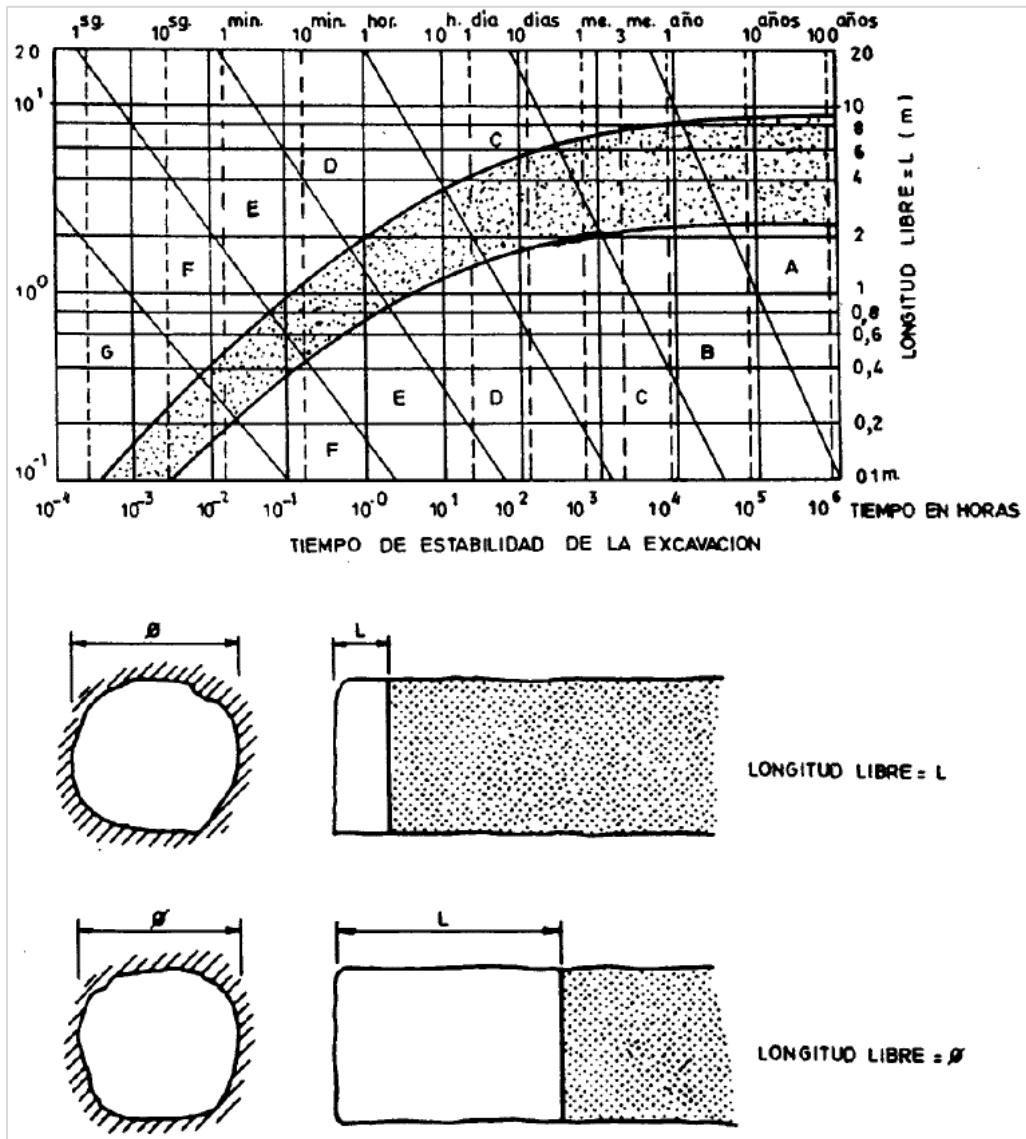 1 sg. 10 sg. 1 min. 10 min. 1 hor. 10 h. 1 dia 10 dias 1 me. 3 me. 1 año 10 años 100 años
20 20
10¹ 10
8
6
4
2
10⁰ 1
0,8
0,6
0,4
0,2
10⁻¹ 01m.
LONGITUD LIBRE = L ( m )
C
D
E
F
A
G
B
E D C
F
10⁻⁴ 10⁻³ 10⁻² 10⁻¹ 10⁻⁰ 10¹ 10² 10³ 10⁴ 10⁵ 10⁶ TIEMPO EN HORAS
TIEMPO DE ESTABILIDAD DE LA EXCAVACION
Ø L
LONGITUD LIBRE = L
Ø L
LONGITUD LIBRE = Ø